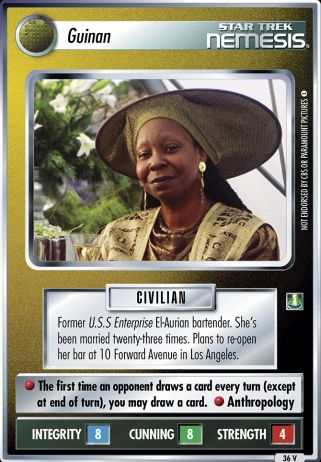 Guinan
STAR TREK
NEMESIS™
NOT ENDORSED BY CBS OR PARAMOUNT PICTURES
CIVILIAN
Former U.S.S Enterprise El-Aurian bartender. She's
been married twenty-three times. Plans to re-open
her bar at 10 Forward Avenue in Los Angeles.
The first time an opponent draws a card every turn (except
at end of turn), you may draw a card. Anthropology
INTEGRITY 8 CUNNING 8 STRENGTH 4
36 V